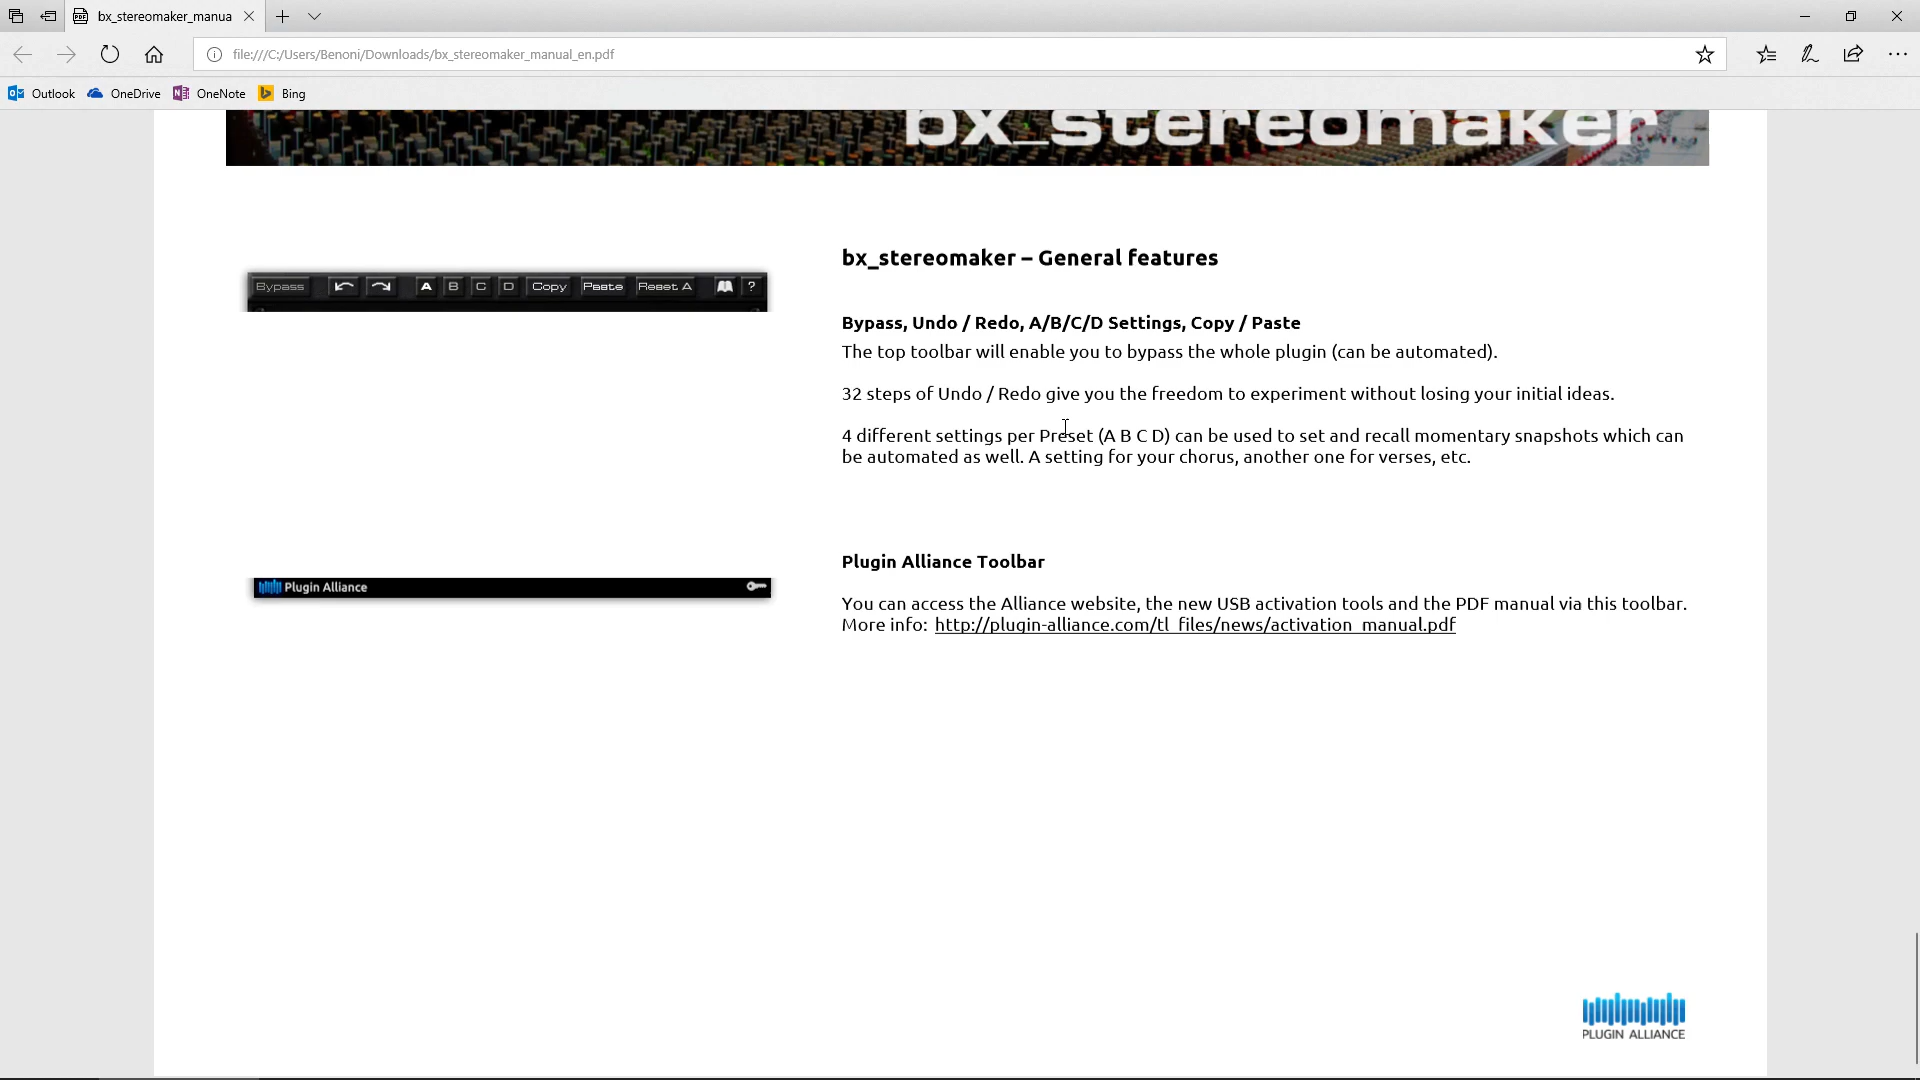 bx_stereomaker_manua
file:///C:/Users/Benoni/Downloads/bx_stereomaker_manual_en.pdf
Outlook OneDrive OneNote Bing
bx_stereomaker
Bypass A B C D Copy Paste Reset A ?
bx_stereomaker – General features
Bypass, Undo / Redo, A/B/C/D Settings, Copy / Paste
The top toolbar will enable you to bypass the whole plugin (can be automated).
32 steps of Undo / Redo give you the freedom to experiment without losing your initial ideas.
4 different settings per Preset (A B C D) can be used to set and recall momentary snapshots which can
be automated as well. A setting for your chorus, another one for verses, etc.
Plugin Alliance
Plugin Alliance Toolbar
You can access the Alliance website, the new USB activation tools and the PDF manual via this toolbar.
More info: http://plugin-alliance.com/tl_files/news/activation_manual.pdf
PLUGIN ALLIANCE